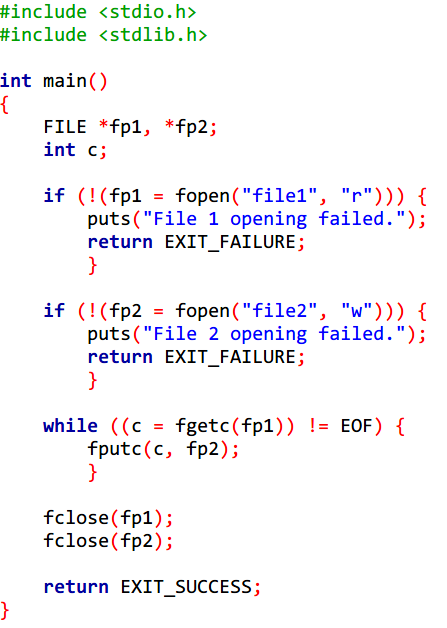 #include <stdio.h>
#include <stdlib.h>

int main()
{
    FILE *fp1, *fp2;
    int c;

    if (!(fp1 = fopen("file1", "r"))) {
        puts("File 1 opening failed.");
        return EXIT_FAILURE;
        }

    if (!(fp2 = fopen("file2", "w"))) {
        puts("File 2 opening failed.");
        return EXIT_FAILURE;
        }

    while ((c = fgetc(fp1)) != EOF) {
        fputc(c, fp2);
        }

    fclose(fp1);
    fclose(fp2);

    return EXIT_SUCCESS;
}